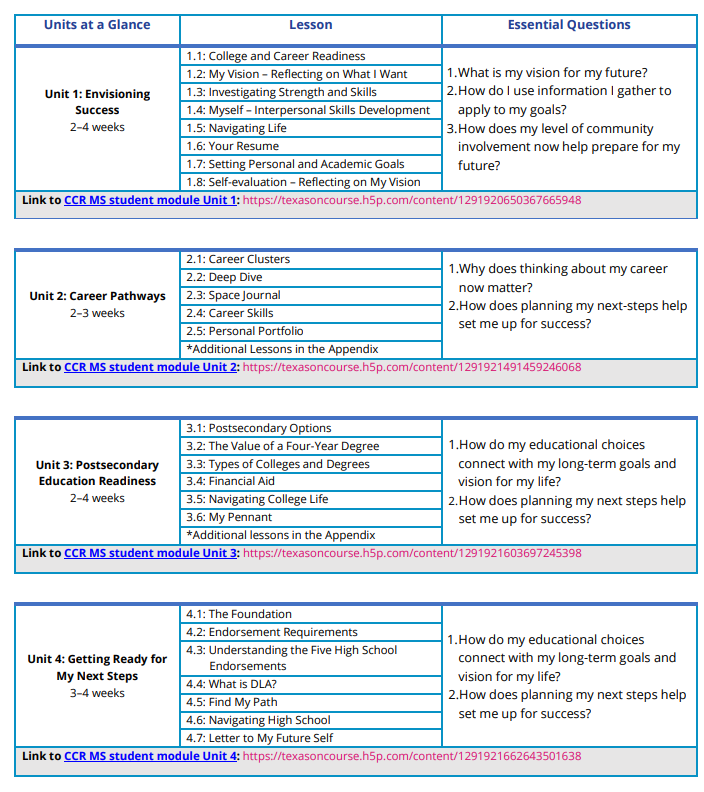 Units at a Glance
Lesson
Essential Questions
Unit 1: Envisioning
Success
2–4 weeks
1.1: College and Career Readiness
1.2: My Vision – Reflecting on What I Want
1.3: Investigating Strength and Skills
1.4: Myself – Interpersonal Skills Development
1.5: Navigating Life
1.6: Your Resume
1.7: Setting Personal and Academic Goals
1.8: Self-evaluation – Reflecting on My Vision
1.What is my vision for my future?
2.How do I use information I gather to
apply to my goals?
3.How does my level of community
involvement now help prepare for my
future?
Link to CCR MS student module Unit 1: https://texasoncourse.h5p.com/content/1291920650367665948
Unit 2: Career Pathways
2–3 weeks
2.1: Career Clusters
2.2: Deep Dive
2.3: Space Journal
2.4: Career Skills
2.5: Personal Portfolio
*Additional Lessons in the Appendix
1.Why does thinking about my career
now matter?
2.How does planning my next-steps help
set me up for success?
Link to CCR MS student module Unit 2: https://texasoncourse.h5p.com/content/1291921491459246068
Unit 3: Postsecondary
Education Readiness
2–4 weeks
3.1: Postsecondary Options
3.2: The Value of a Four-Year Degree
3.3: Types of Colleges and Degrees
3.4: Financial Aid
3.5: Navigating College Life
3.6: My Pennant
*Additional lessons in the Appendix
1.How do my educational choices
connect with my long-term goals and
vision for my life?
2.How does planning my next steps help
set me up for success?
Link to CCR MS student module Unit 3: https://texasoncourse.h5p.com/content/1291921603697245398
Unit 4: Getting Ready for
My Next Steps
3–4 weeks
4.1: The Foundation
4.2: Endorsement Requirements
4.3: Understanding the Five High School
Endorsements
4.4: What is DLA?
4.5: Find My Path
4.6: Navigating High School
4.7: Letter to My Future Self
1.How do my educational choices
connect with my long-term goals and
vision for my life?
2.How does planning my next steps help
set me up for success?
Link to CCR MS student module Unit 4: https://texasoncourse.h5p.com/content/1291921662643501638